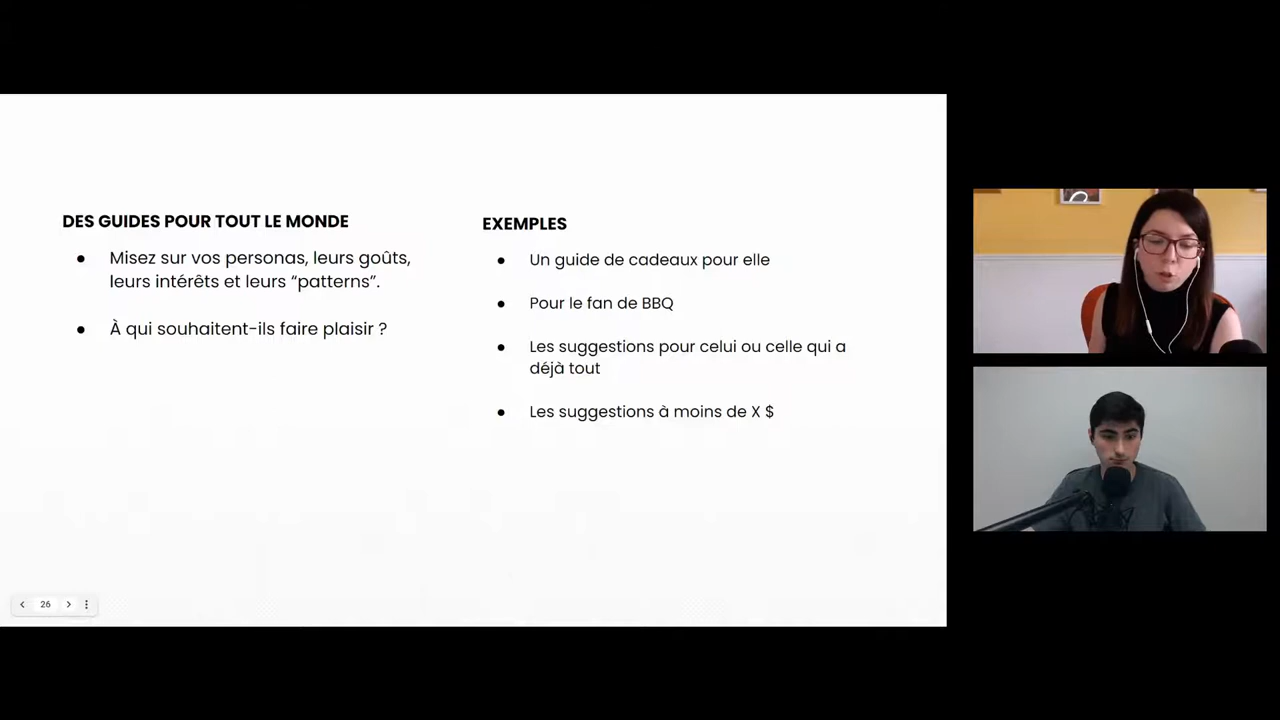 DES GUIDES POUR TOUT LE MONDE
● Misez sur vos personas, leurs goûts,
leurs intérêts et leurs “patterns”.
● À qui souhaitent-ils faire plaisir ?
EXEMPLES
● Un guide de cadeaux pour elle
● Pour le fan de BBQ
● Les suggestions pour celui ou celle qui a
déjà tout
● Les suggestions à moins de X $
26